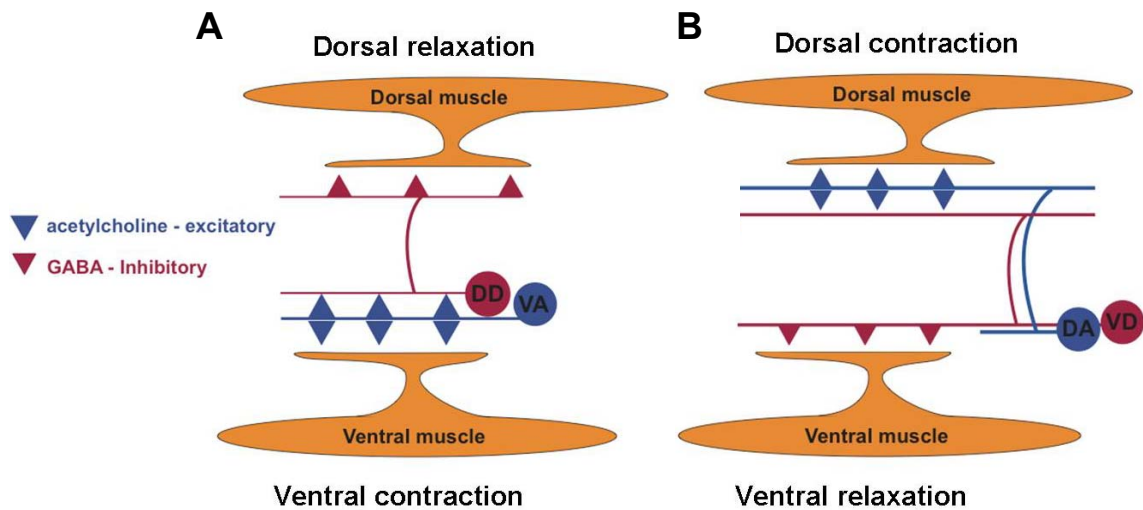 A
Dorsal relaxation
Dorsal muscle
acetylcholine - excitatory
GABA - Inhibitory
DD
VA
Ventral muscle
Ventral contraction
B
Dorsal contraction
Dorsal muscle
DA
VD
Ventral muscle
Ventral relaxation